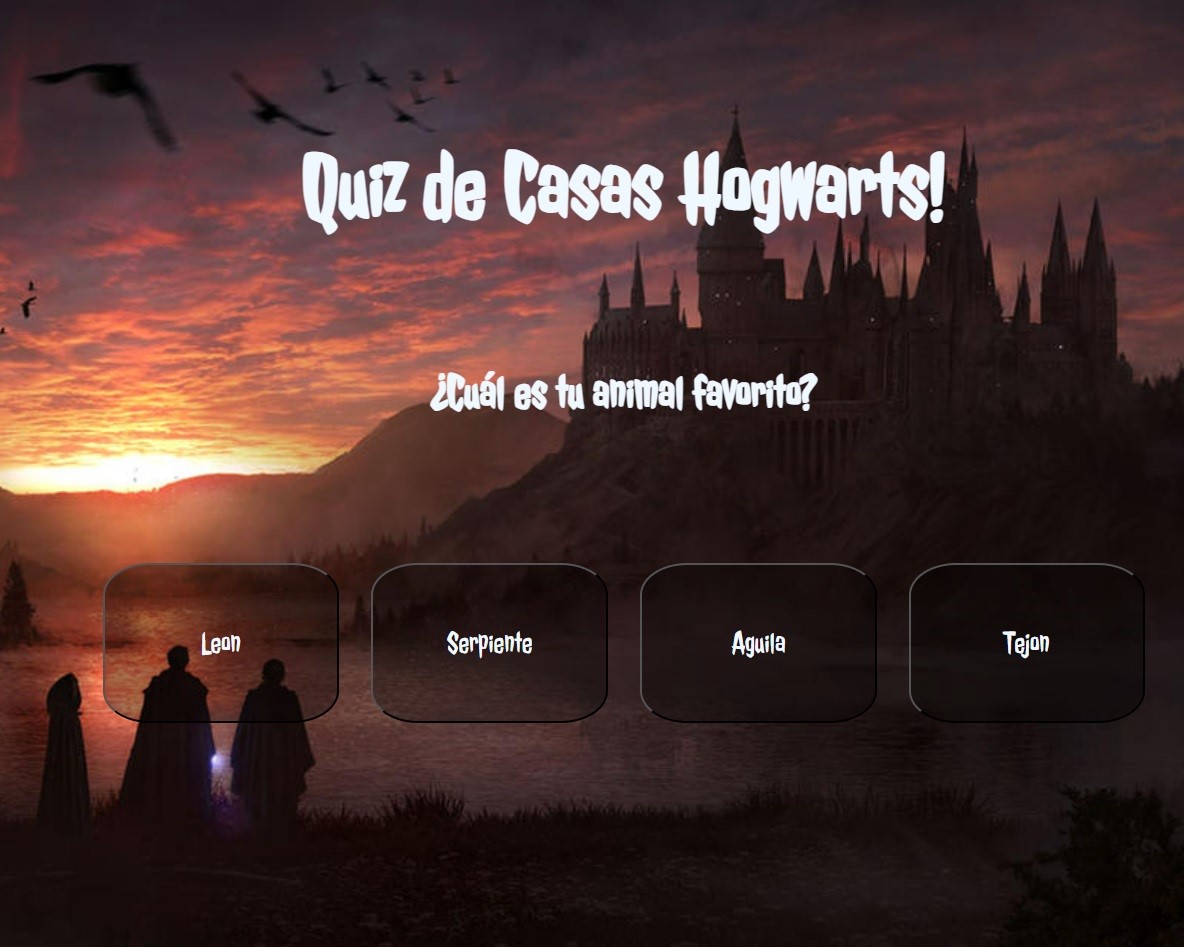 Quiz de Casas Hogwarts!
¿Cuál es tu animal favorito?
Leon
Serpiente
Aguila
Tejon